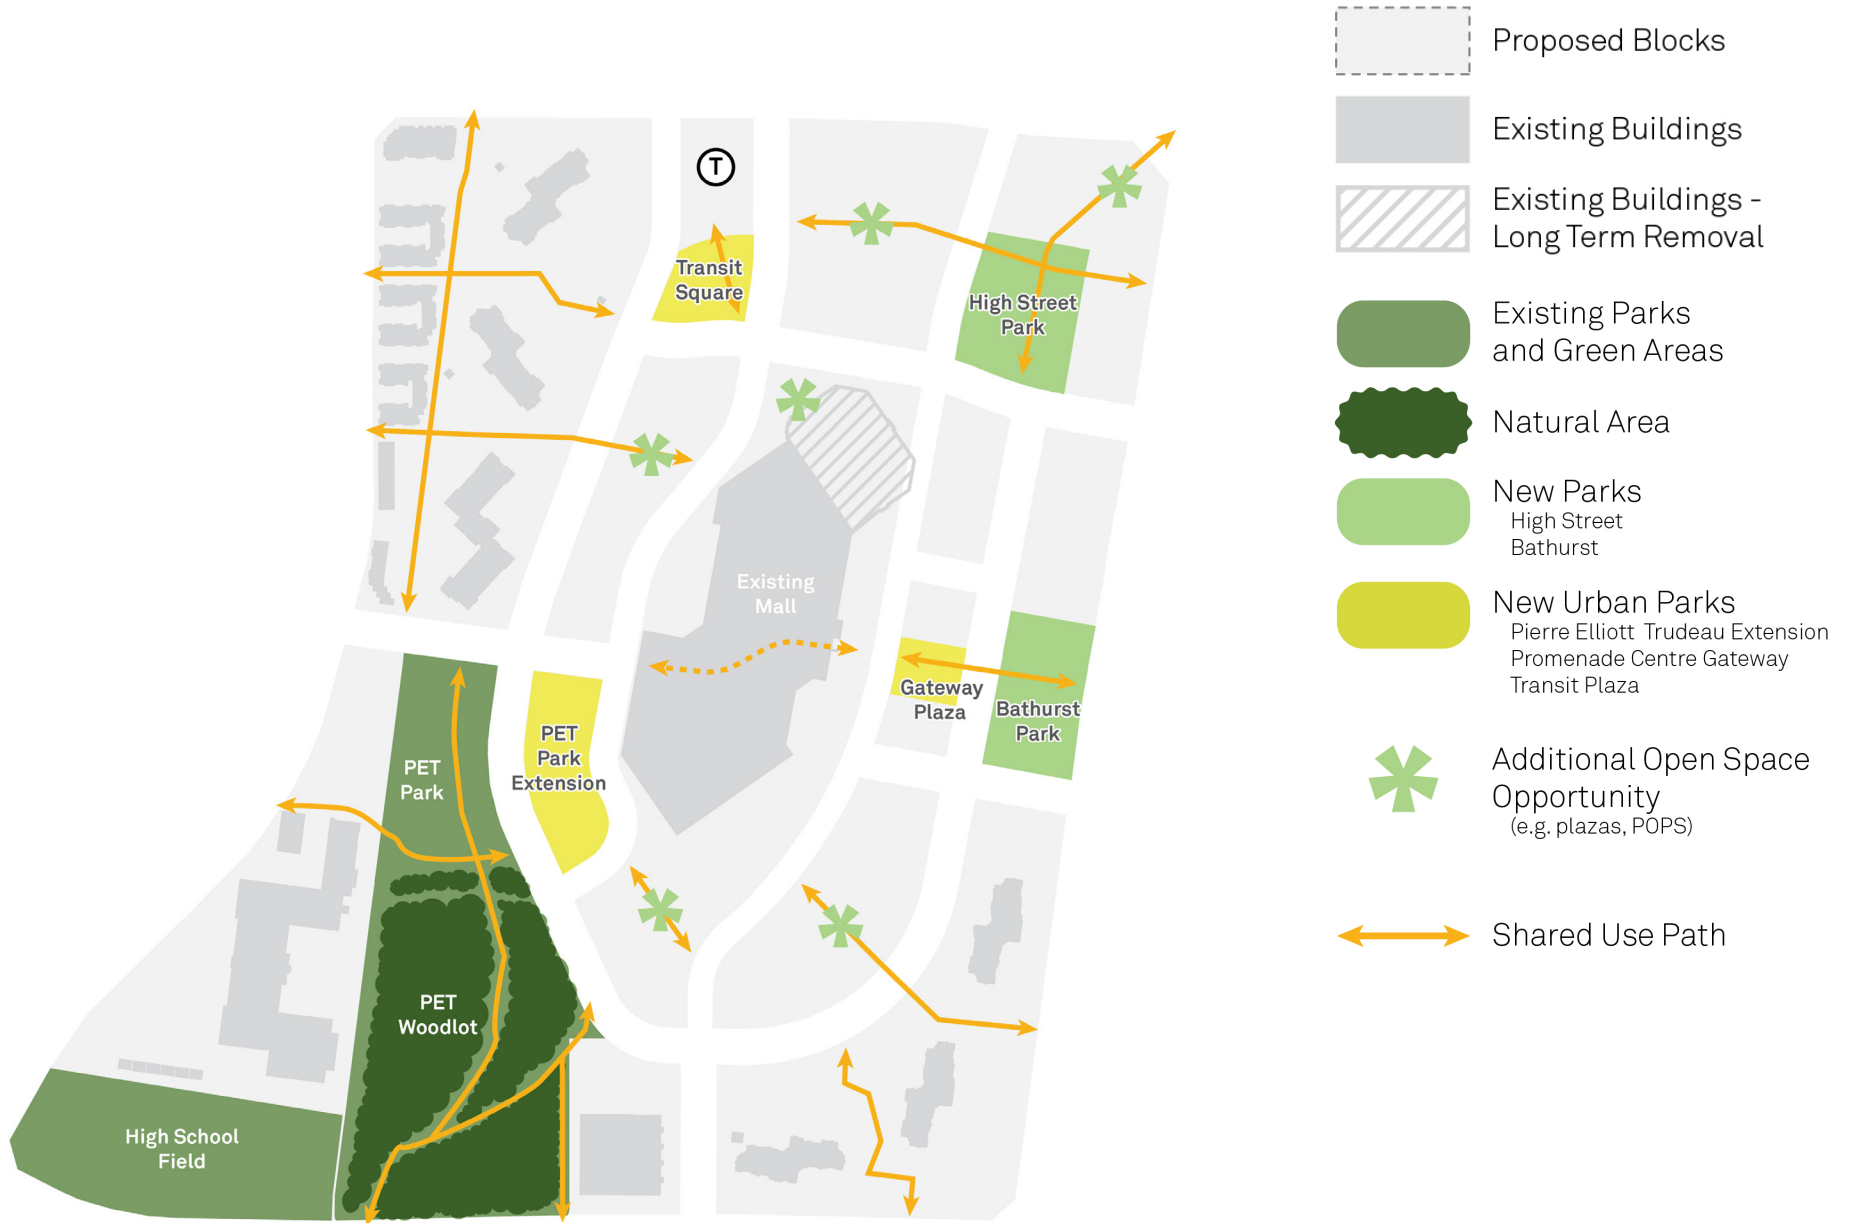 T
Transit
Square
High Street
Park
Existing
Mall
Gateway
Plaza
Bathurst
Park
PET
Park
Extension
PET
Park
PET
Woodlot
High School
Field
Proposed Blocks
Existing Buildings
Existing Buildings -
Long Term Removal
Existing Parks
and Green Areas
Natural Area
New Parks
High Street
Bathurst
New Urban Parks
Pierre Elliott Trudeau Extension
Promenade Centre Gateway
Transit Plaza
Additional Open Space
Opportunity
(e.g. plazas, POPS)
Shared Use Path